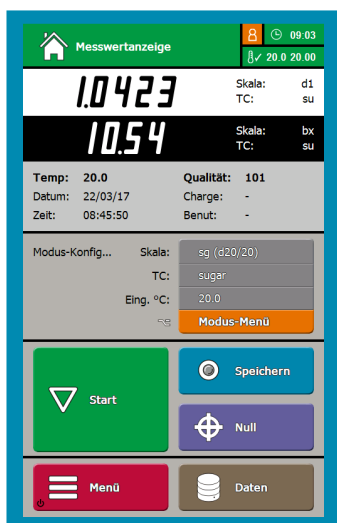 Messwertanzeige 8 09:03
20.0 20.00
1.0423 Skala: d1
TC: su
10.54 Skala: bx
TC: su
Temp: 20.0 Qualität: 101
Datum: 22/03/17 Charge: -
Zeit: 08:45:50 Benut: -
Modus-Konfig... Skala: sg (d20/20)
TC: sugar
Eing. ºC: 20.0
Modus-Menü
Start
Speichern
Null
Menü
Daten